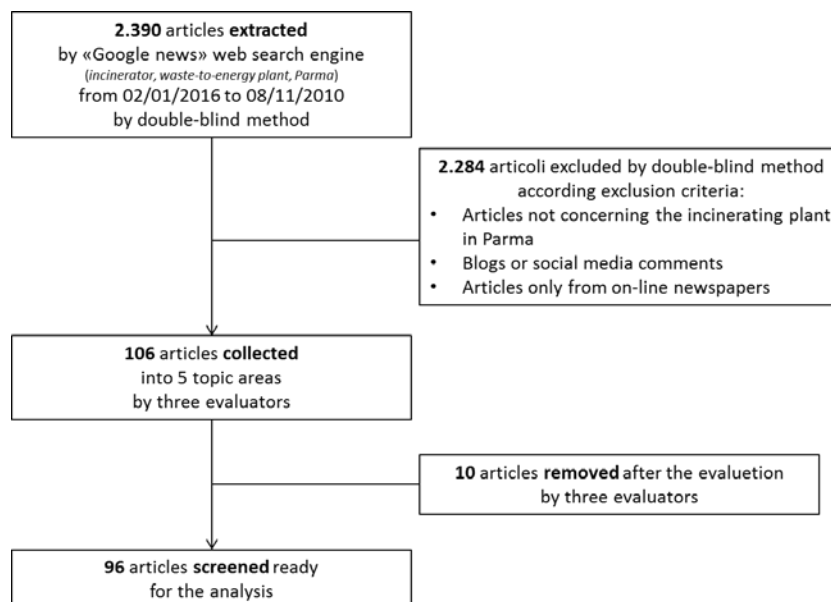 2.390 articles extracted
by «Google news» web search engine
(incinerator, waste-to-energy plant, Parma)
from 02/01/2016 to 08/11/2010
by double-blind method
2.284 articoli excluded by double-blind method
according exclusion criteria:
• Articles not concerning the incinerating plant
in Parma
• Blogs or social media comments
• Articles only from on-line newspapers
106 articles collected
into 5 topic areas
by three evaluators
10 articles removed after the evaluetion
by three evaluators
96 articles screened ready
for the analysis